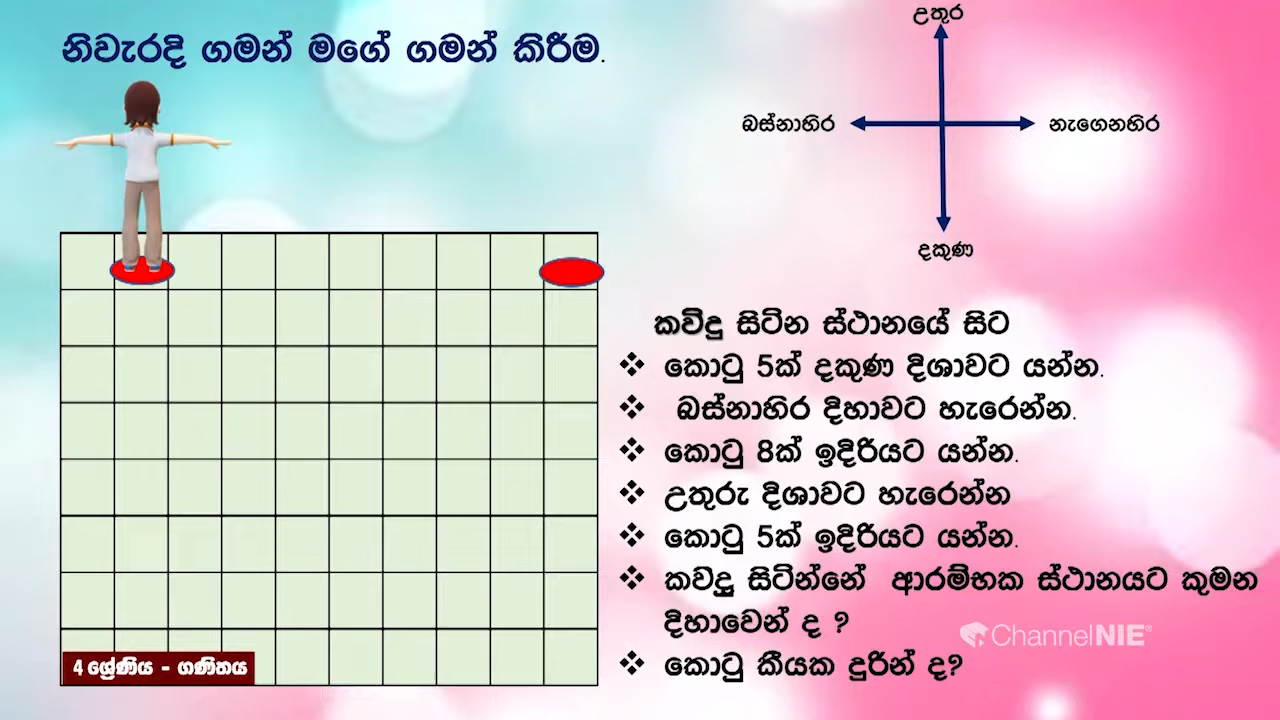 නිවැරදි ගමන් මගේ ගමන් කිරීම.
උතුර
බස්නාහිර
නැගෙනහිර
දකුණ
කවිදු සිටින ස්ථානයේ සිට
❖ කොටු 5ක් දකුණ දිශාවට යන්න.
❖ බස්නාහිර දිහාවට හැරෙන්න.
❖ කොටු 8ක් ඉදිරියට යන්න.
❖ උතුරු දිශාවට හැරෙන්න
❖ කොටු 5ක් ඉදිරියට යන්න.
❖ කවිදු සිටින්නේ ආරම්භක ස්ථානයට කුමන
දිහාවෙන් ද ?
ChannelNIE®
❖ කොටු කීයක දුරින් ද?
4 ශ්‍රේණිය - ගණිතය